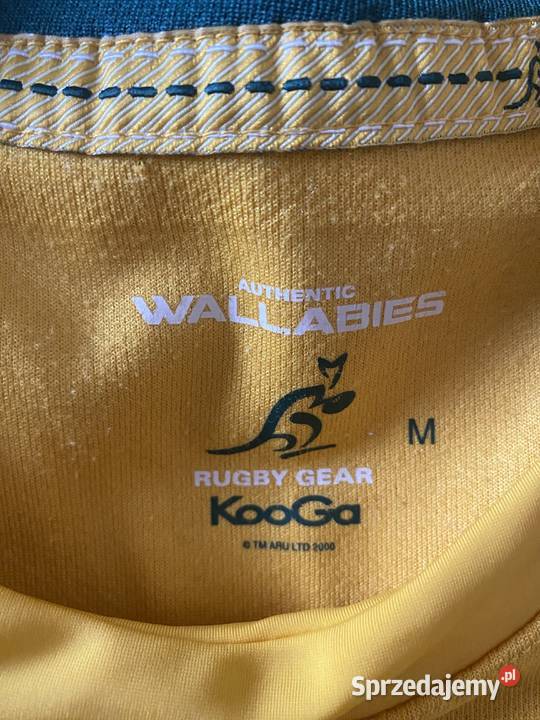 AUTHENTIC
WALLABIES
M
RUGBY GEAR
KooGa
© TM ARU LTD 2000
Sprzedajemy.pl